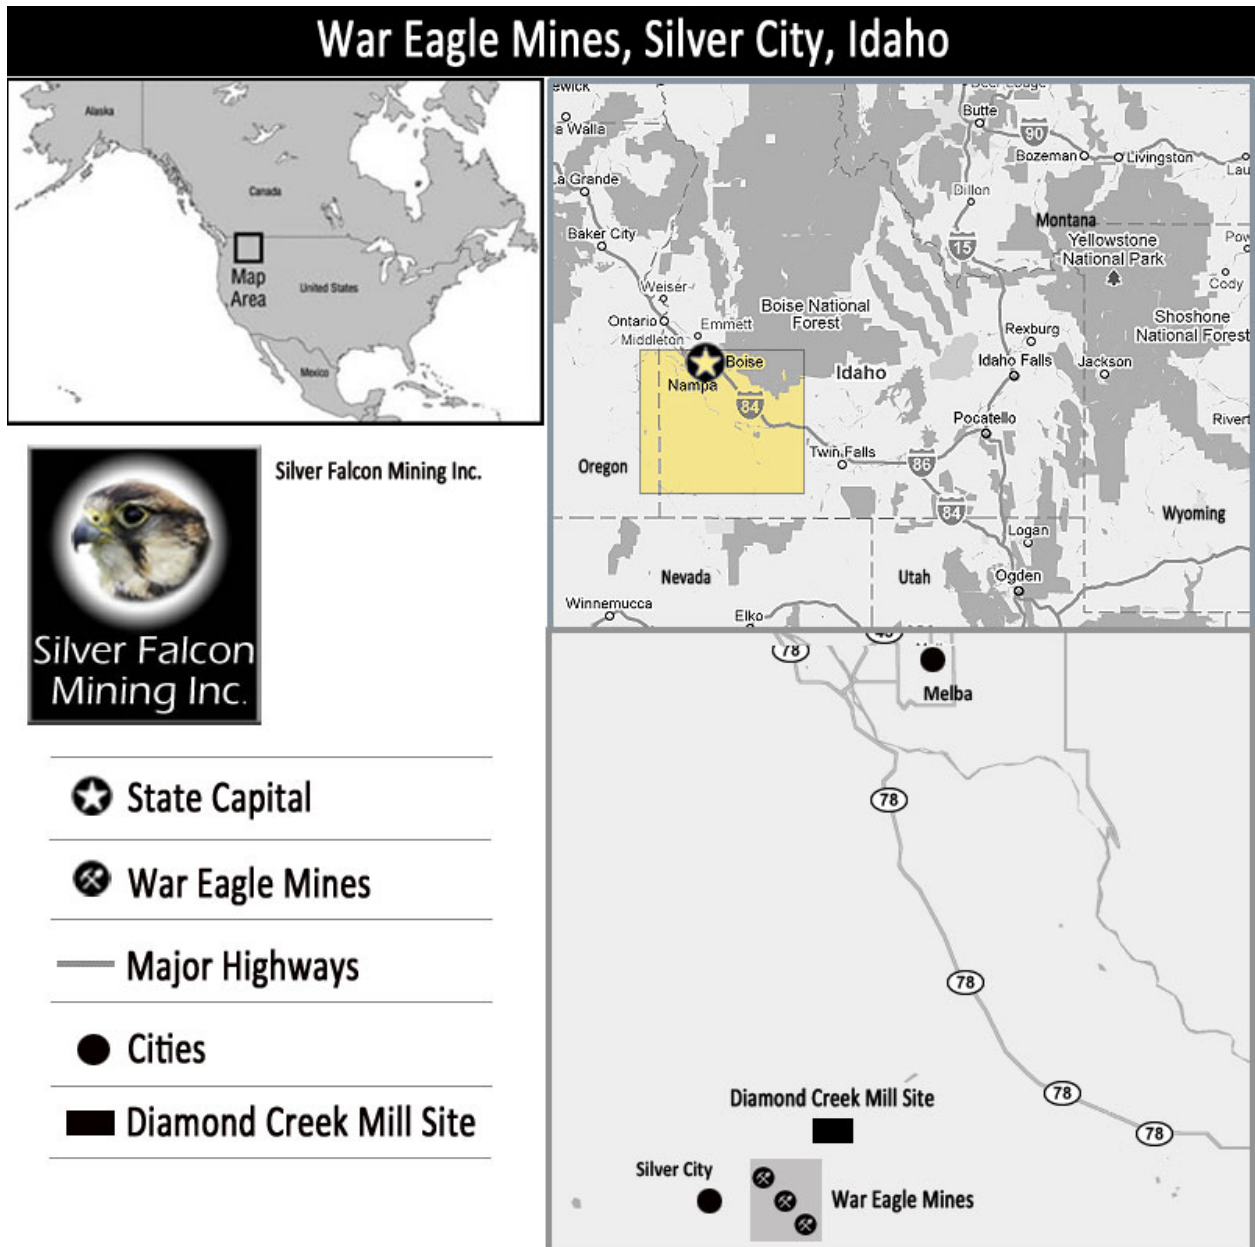 War Eagle Mines, Silver City, Idaho
Alaska
Canada
Map
Area
United States
Mexico
Butte
90
a Walla
Bozeman
Livingston
Lau
La Grande
Dillon
Montana
Baker City
15
Yellowstone
National Park
Pow
Cody
Weiser
Boise National
Forest
Shoshone
National Forest
Ontario
Emmett
Middleton
Rexburg
Boise
Idaho
Idaho Falls
Jackson
Nampa
84
Pocatello
Rivert
Oregon
Twin Falls
86
84
Wyoming
Logan
Nevada
Utah
Ogden
Winnemucca
Elko
Silver Falcon Mining Inc.
Silver Falcon
Mining Inc.
State Capital
War Eagle Mines
Major Highways
Cities
Diamond Creek Mill Site
78
Melba
78
78
78
78
Diamond Creek Mill Site
Silver City
War Eagle Mines